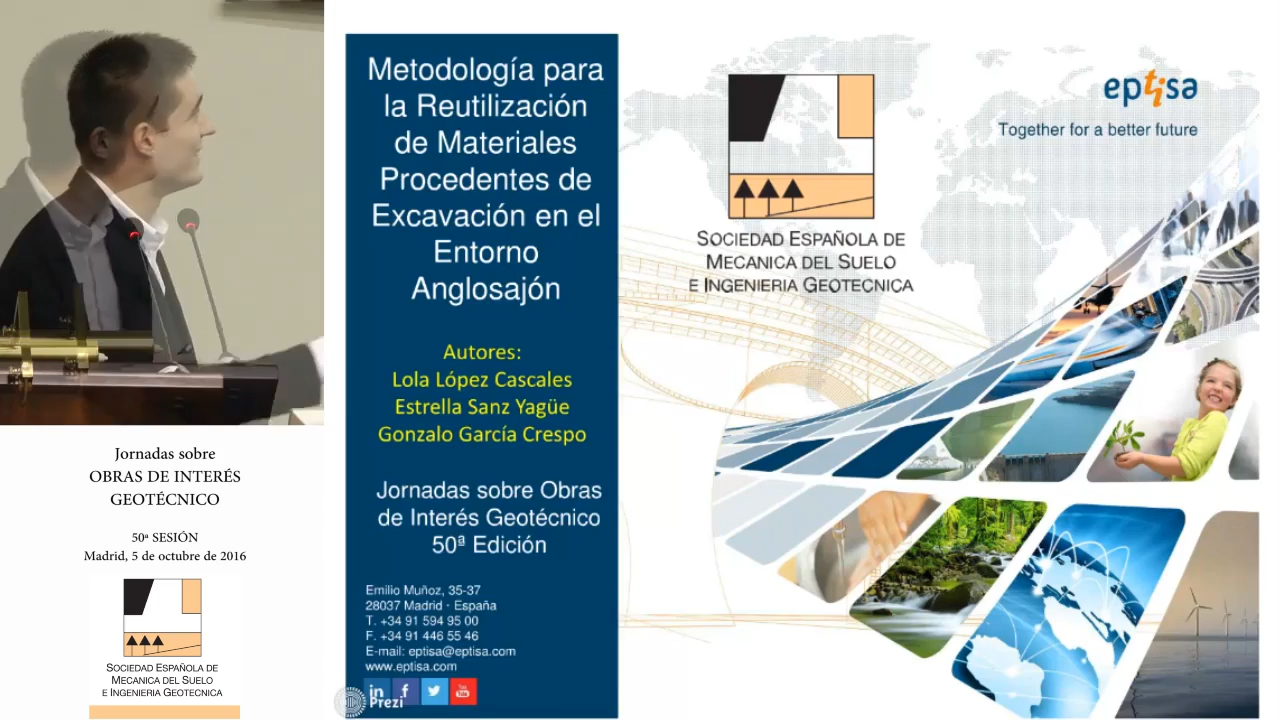 Jornadas sobre
OBRAS DE INTERÉS
GEOTÉCNICO
50ª SESIÓN
Madrid, 5 de octubre de 2016
SOCIEDAD ESPAÑOLA DE
MECANICA DEL SUELO
E INGENIERIA GEOTECNICA
Metodología para
la Reutilización
de Materiales
Procedentes de
Excavación en el
Entorno
Anglosajón
Autores:
Lola López Cascales
Estrella Sanz Yagüe
Gonzalo García Crespo
Jornadas sobre Obras
de Interés Geotécnico
50ª Edición
Emilio Muñoz, 35-37
28037 Madrid · España
T. +34 91 594 95 00
F. +34 91 446 55 46
E-mail: eptisa@eptisa.com
www.eptisa.com
in f You Tube
Prezi
SOCIEDAD ESPAÑOLA DE
MECANICA DEL SUELO
E INGENIERIA GEOTECNICA
eptisa
Together for a better future